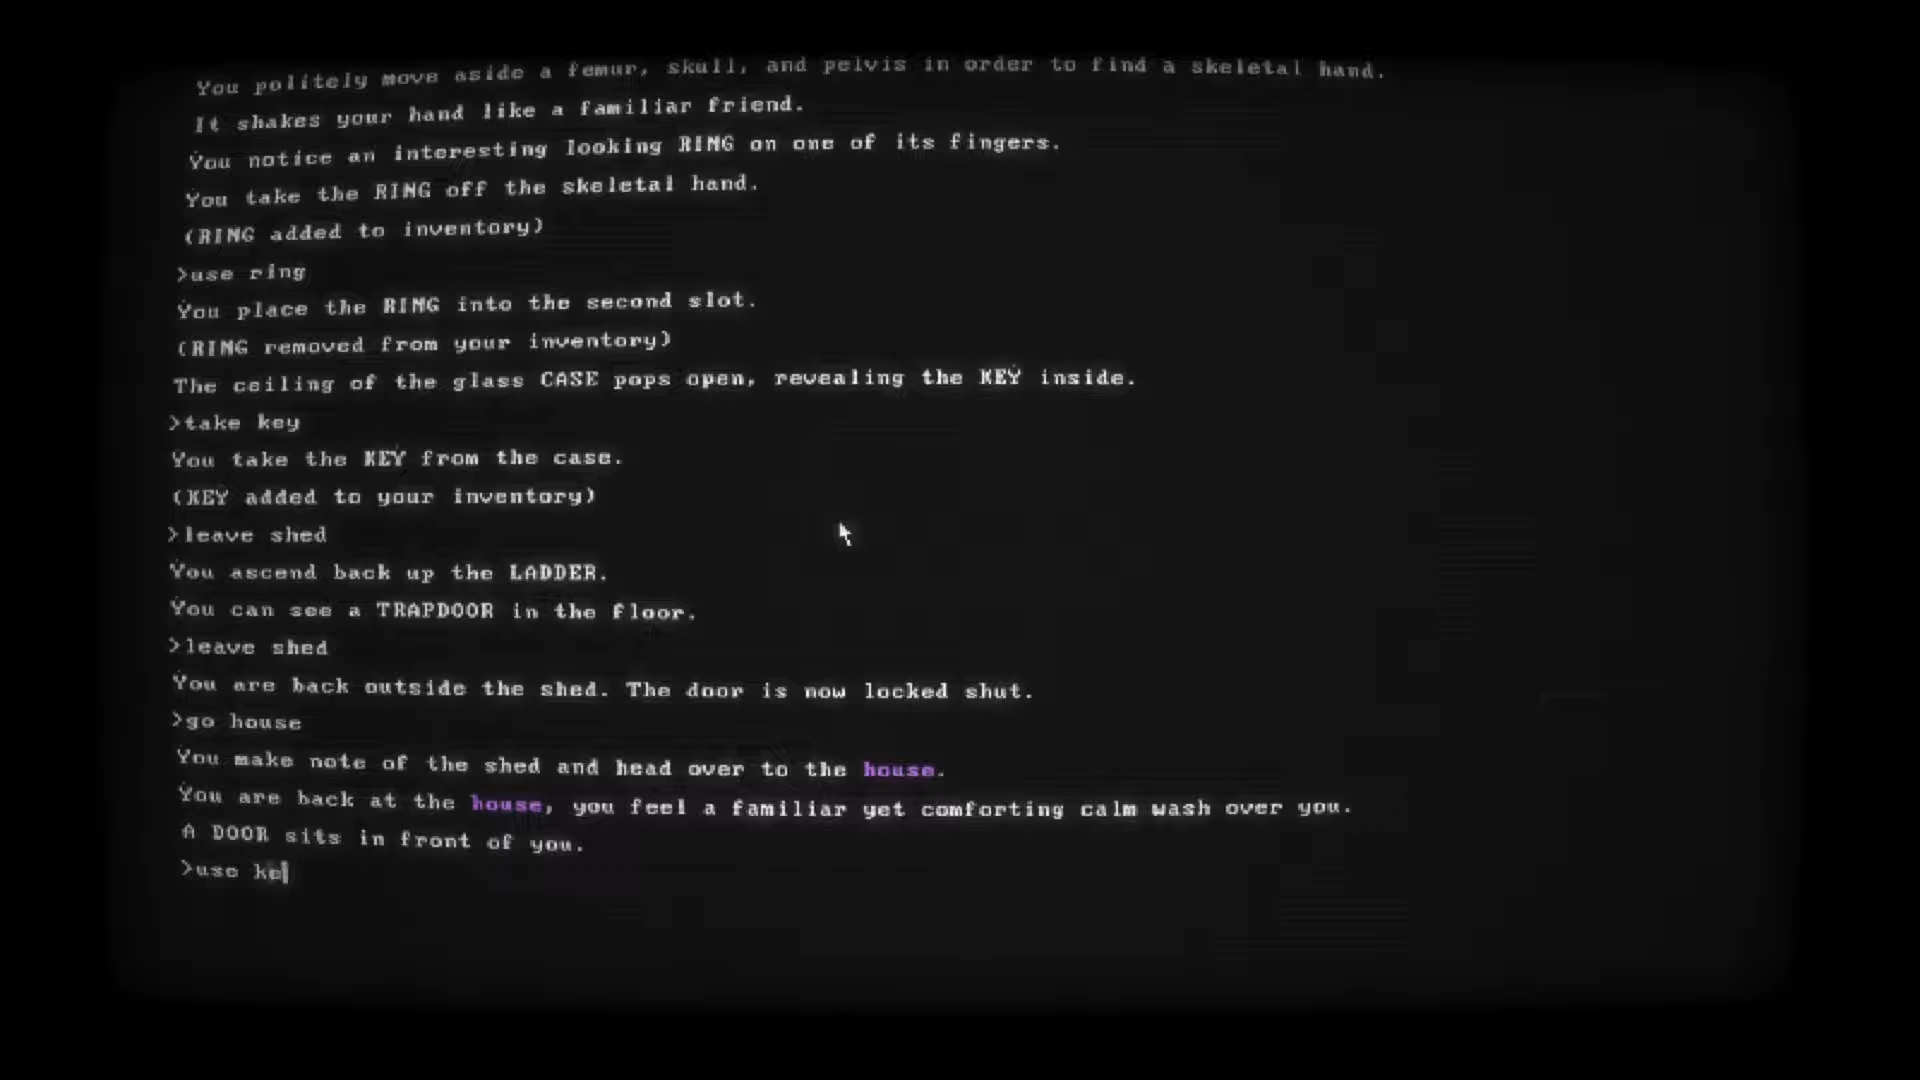 You politely move aside a femur, skull, and pelvis in order to find a skeletal hand.
It shakes your hand like a familiar friend.
You notice an interesting looking RING on one of its fingers.
You take the RING off the skeletal hand.
(RING added to inventory)
>use ring
You place the RING into the second slot.
(RING removed from your inventory)
The ceiling of the glass CASE pops open, revealing the KEY inside.
>take key
You take the KEY from the case.
(KEY added to your inventory)
>leave shed
You ascend back up the LADDER.
You can see a TRAPDOOR in the floor.
>leave shed
You are back outside the shed. The door is now locked shut.
>go house
You make note of the shed and head over to the house.
You are back at the house, you feel a familiar yet comforting calm wash over you.
A DOOR sits in front of you.
>use ke